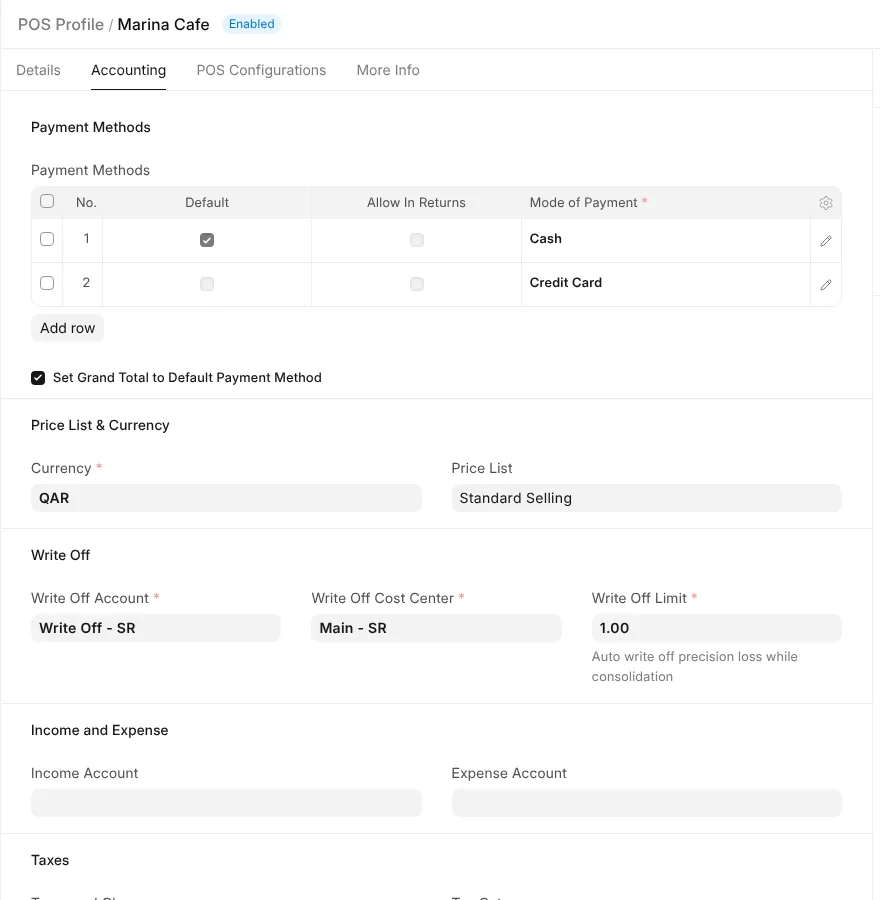 POS Profile / Marina Cafe Enabled
Details Accounting POS Configurations More Info
Payment Methods
Payment Methods
No. Default Allow In Returns Mode of Payment *
1 Cash
2 Credit Card
Add row
Set Grand Total to Default Payment Method
Price List & Currency
Currency * Price List
QAR Standard Selling
Write Off
Write Off Account * Write Off Cost Center * Write Off Limit *
Write Off - SR Main - SR 1.00
Auto write off precision loss while
consolidation
Income and Expense
Income Account Expense Account
Taxes